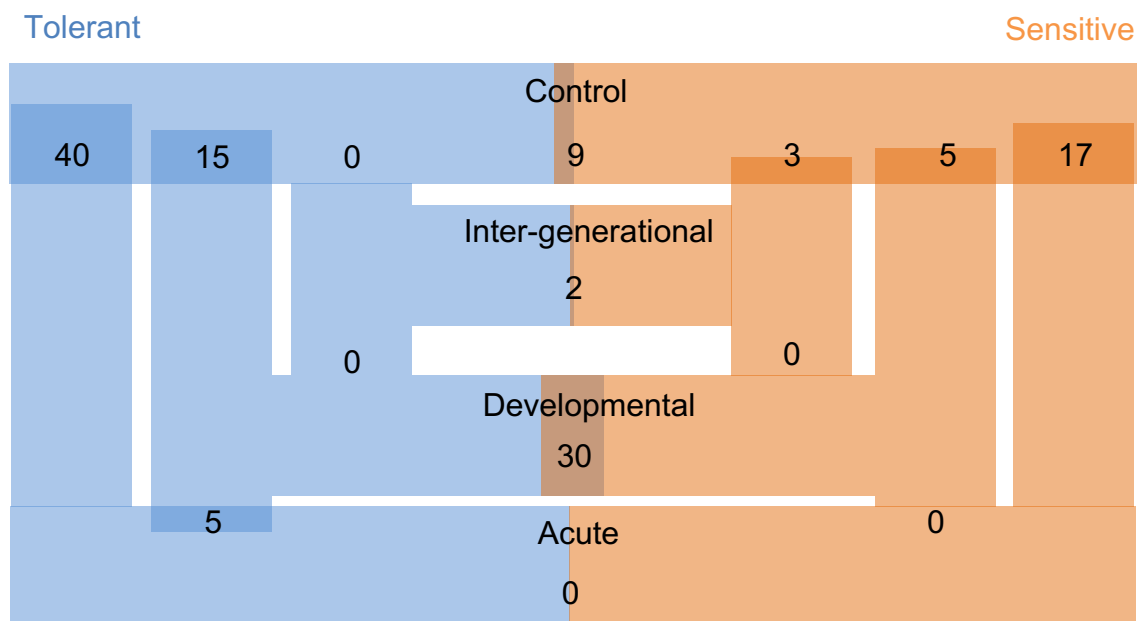 Tolerant Sensitive
Control
40 15 0 9 3 5 17
Inter-generational
2
0 0
Developmental
30
5 0
Acute
0